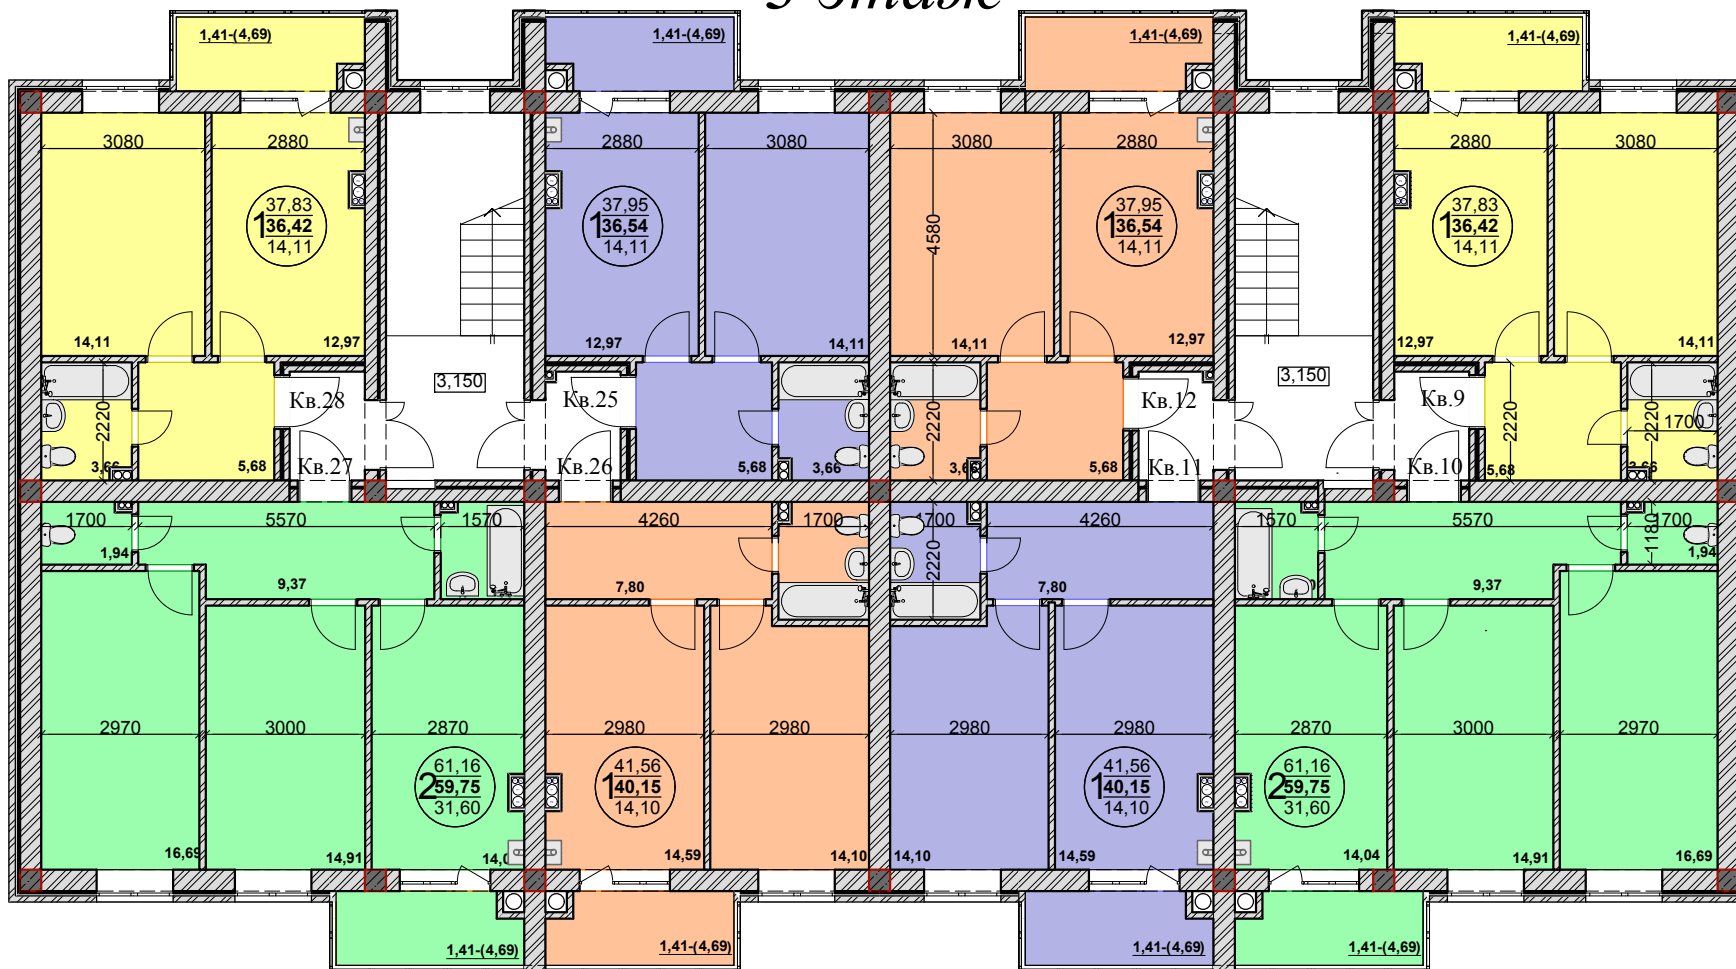 1,41-(4,69) 1,41-(4,69) 1,41-(4,69) 1,41-(4,69)
3080 2880 2880 3080 3080 2880 2880 3080
37,83 37,95 37,95 37,83
1 36,42 1 36,54 1 36,54 1 36,42
14,11 14,11 14,11 14,11
4580
14,11 12,97 12,97 14,11 14,11 12,97 12,97 14,11
3,150 3,150
Кв.28 Кв.25 Кв.12 Кв.9
2220 2220 2220 2220 1700
Кв.27 Кв.26 Кв.11 Кв.10
3,66 5,68 5,68 3,66 5,68 5,68 3,66
1700 5570 1570 4260 1700 1700 4260 1570 5570 1700
1180
2220
1,94 1,94
9,37 7,80 7,80 9,37
2970 3000 2870 2980 2980 2980 2980 2870 3000 2970
61,16 41,56 41,56 61,16
2 59,75 1 40,15 1 40,15 2 59,75
31,60 14,10 14,10 31,60
16,69 14,91 14,59 14,10 14,10 14,59 14,04 14,91 16,69
1,41-(4,69) 1,41-(4,69) 1,41-(4,69) 1,41-(4,69)